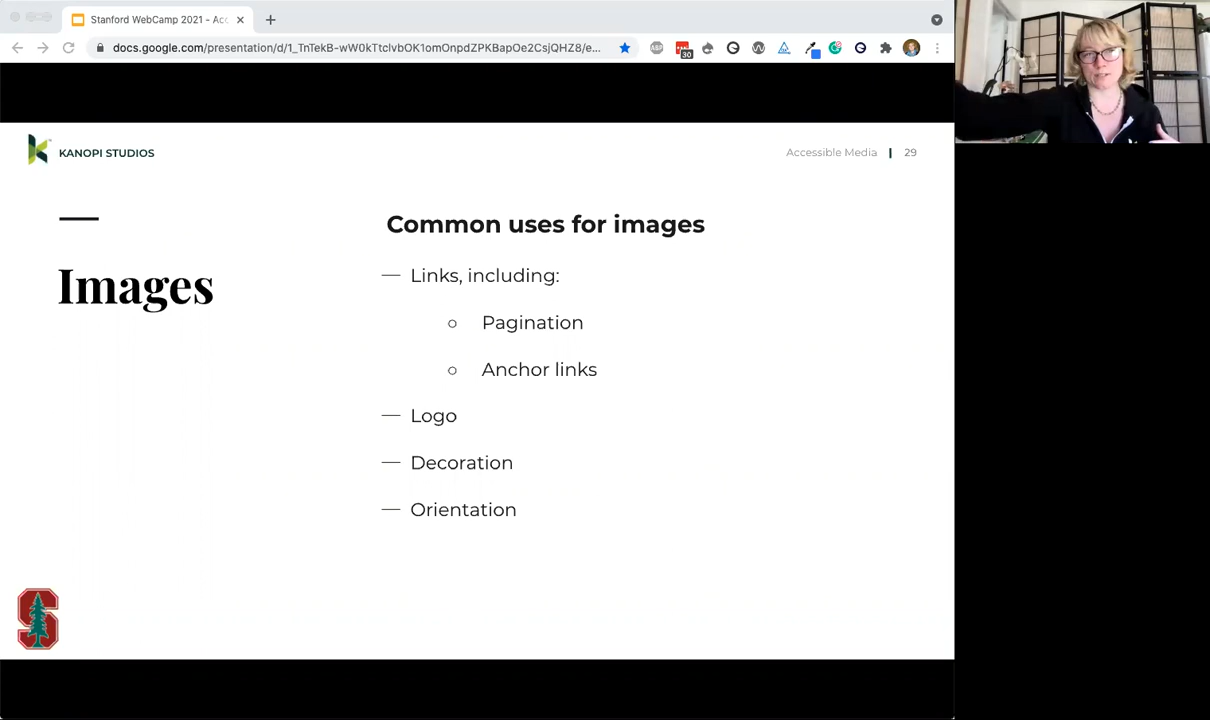 Stanford WebCamp 2021 - Acc
docs.google.com/presentation/d/1_TnTekB-wW0kTtclvbOK1omOnpdZPKBapOe2CsjQHZ8/e...
30
KANOPI STUDIOS
Accessible Media | 29
Images
Common uses for images
— Links, including:
○ Pagination
○ Anchor links
— Logo
— Decoration
— Orientation